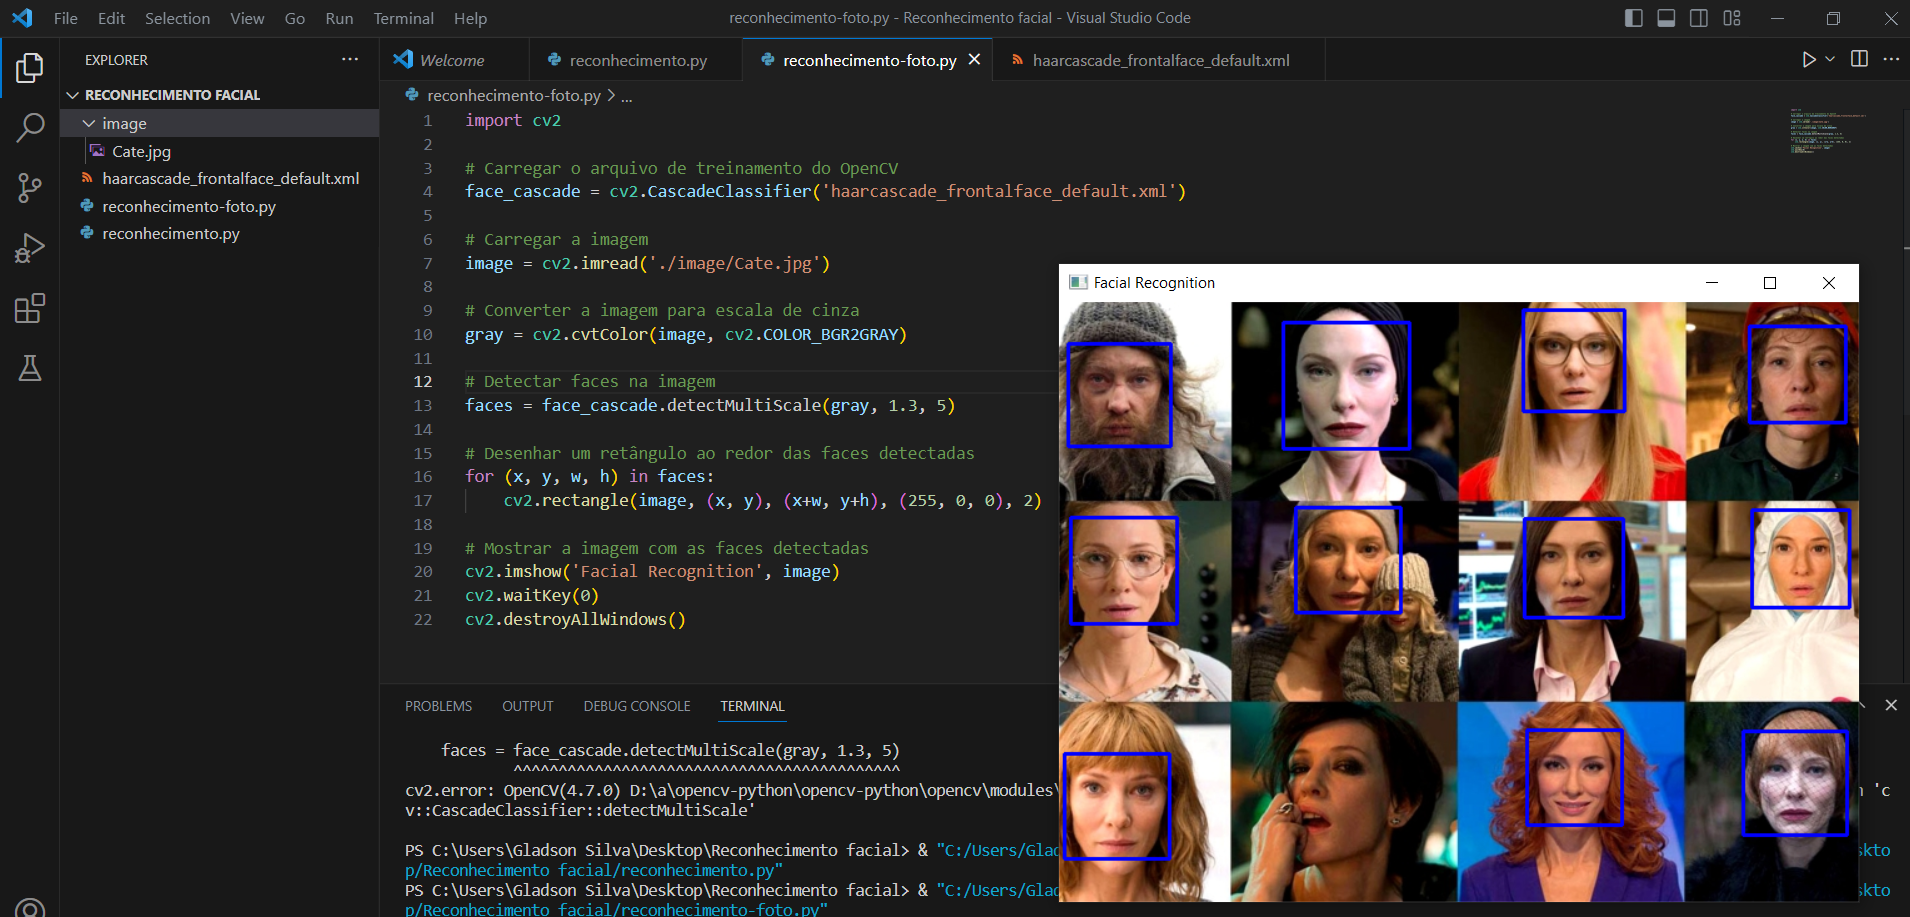 File Edit Selection View Go Run Terminal Help
reconhecimento-foto.py - Reconhecimento facial - Visual Studio Code
EXPLORER
RECONHECIMENTO FACIAL
image
Cate.jpg
haarcascade_frontalface_default.xml
reconhecimento-foto.py
reconhecimento.py
Welcome
reconhecimento.py
reconhecimento-foto.py
haarcascade_frontalface_default.xml
reconhecimento-foto.py > ...
1 import cv2
2
3 # Carregar o arquivo de treinamento do OpenCV
4 face_cascade = cv2.CascadeClassifier('haarcascade_frontalface_default.xml')
5
6 # Carregar a imagem
7 image = cv2.imread('./image/Cate.jpg')
8
9 # Converter a imagem para escala de cinza
10 gray = cv2.cvtColor(image, cv2.COLOR_BGR2GRAY)
11
12 # Detectar faces na imagem
13 faces = face_cascade.detectMultiScale(gray, 1.3, 5)
14
15 # Desenhar um retângulo ao redor das faces detectadas
16 for (x, y, w, h) in faces:
17 cv2.rectangle(image, (x, y), (x+w, y+h), (255, 0, 0), 2)
18
19 # Mostrar a imagem com as faces detectadas
20 cv2.imshow('Facial Recognition', image)
21 cv2.waitKey(0)
22 cv2.destroyAllWindows()
Facial Recognition
PROBLEMS OUTPUT DEBUG CONSOLE TERMINAL
faces = face_cascade.detectMultiScale(gray, 1.3, 5)
^^^^^^^^^^^^^^^^^^^^^^^^^^^^^^^^^^^^^^^^^^^
cv2.error: OpenCV(4.7.0) D:\a\opencv-python\opencv-python\opencv\modules\ 'c
v::CascadeClassifier::detectMultiScale'
PS C:\Users\Gladson Silva\Desktop\Reconhecimento facial> & "C:/Users/Glad skto
p/Reconhecimento facial/reconhecimento.py"
PS C:\Users\Gladson Silva\Desktop\Reconhecimento facial> & "C:/Users/Glad skto
p/Reconhecimento facial/reconhecimento-foto.py"